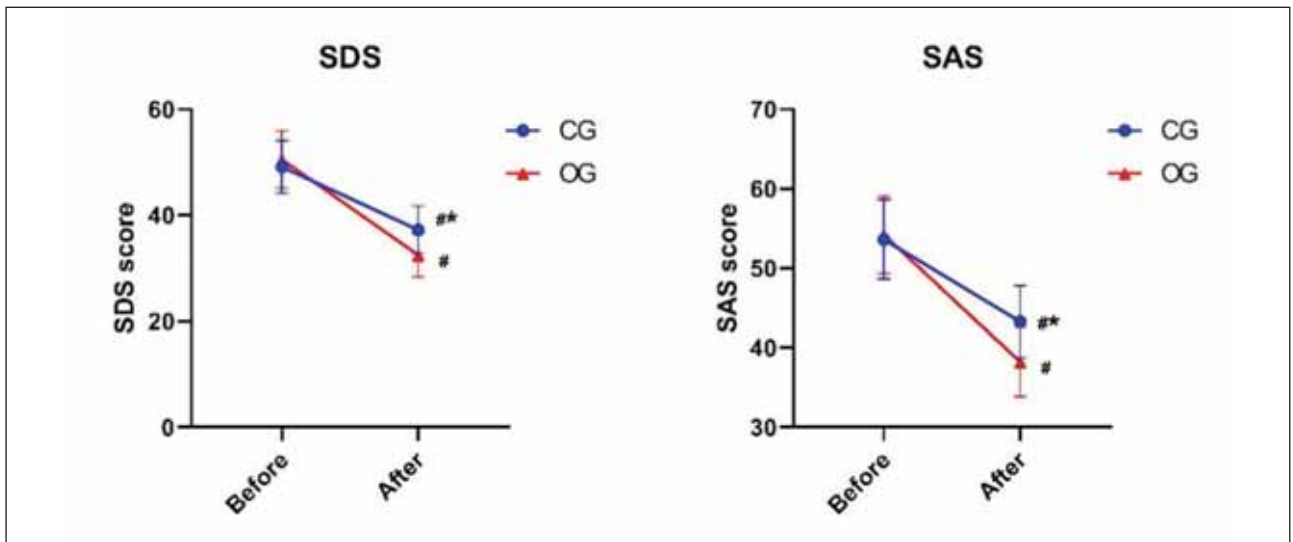 SDS
60
40
20
0
SDS score
Before
After
CG
OG
#*
#
SAS
70
60
50
40
30
SAS score
Before
After
CG
OG
#*
#